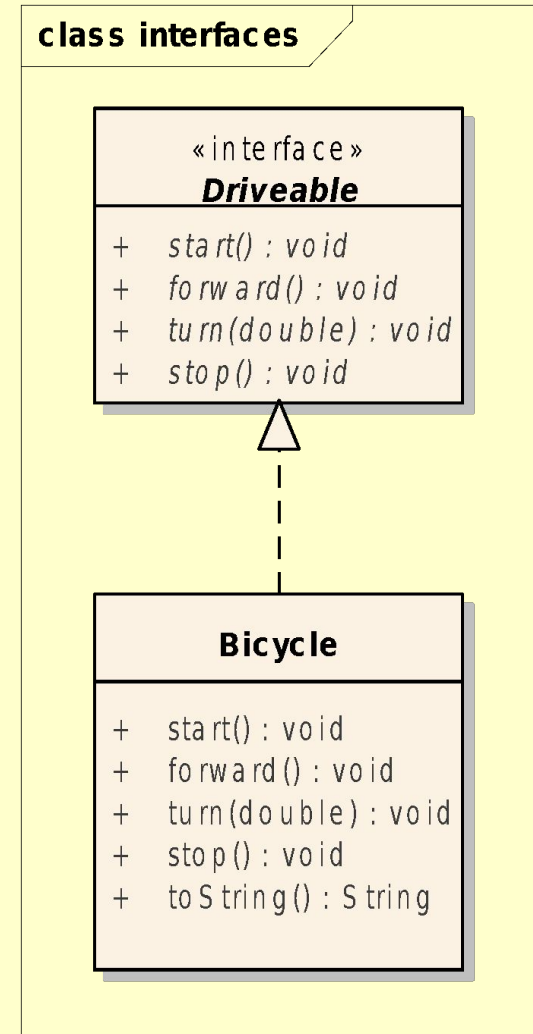 class interfaces
«interface»
Driveable
+ start() : void
+ forward() : void
+ turn(double) : void
+ stop() : void
Bicycle
+ start() : void
+ forward() : void
+ turn(double) : void
+ stop() : void
+ toString() : String